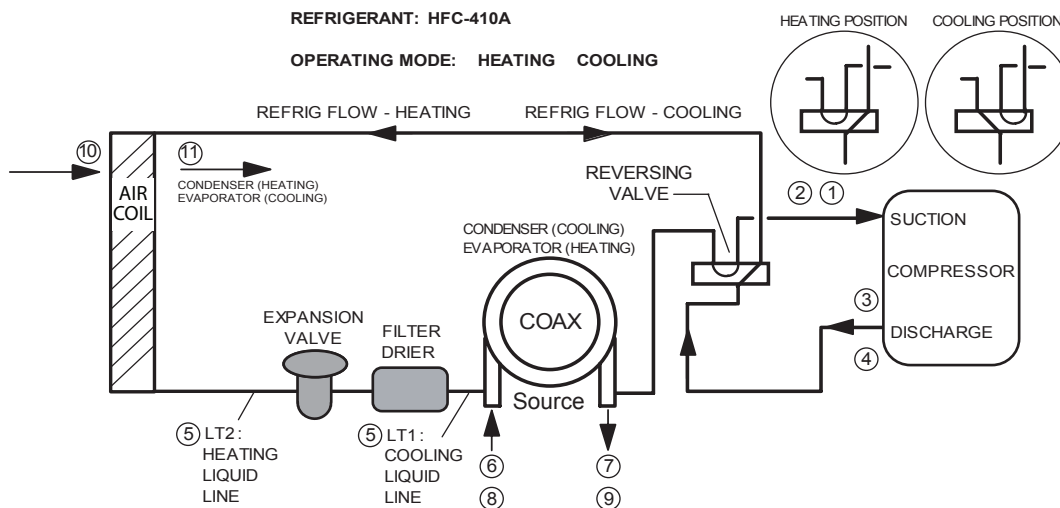 REFRIGERANT: HFC-410A
HEATING POSITION
COOLING POSITION
OPERATING MODE: HEATING COOLING
REFRIG FLOW - HEATING
REFRIG FLOW - COOLING
10
11
CONDENSER (HEATING)
EVAPORATOR (COOLING)
AIR
COIL
REVERSING
VALVE
2 1
SUCTION
COMPRESSOR
3
DISCHARGE
4
CONDENSER (COOLING)
EVAPORATOR (HEATING)
COAX
Source
EXPANSION
VALVE
FILTER
DRIER
5 LT2:
HEATING
LIQUID
LINE
5 LT1:
COOLING
LIQUID
LINE
6
8
7
9